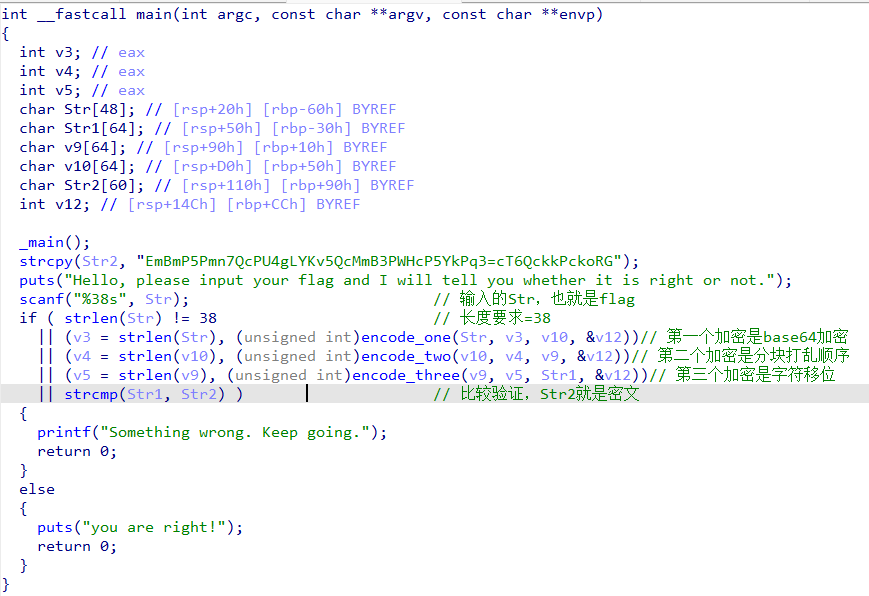 int __fastcall main(int argc, const char **argv, const char **envp)
{
  int v3; // eax
  int v4; // eax
  int v5; // eax
  char Str[48]; // [rsp+20h] [rbp-60h] BYREF
  char Str1[64]; // [rsp+50h] [rbp-30h] BYREF
  char v9[64]; // [rsp+90h] [rbp+10h] BYREF
  char v10[64]; // [rsp+D0h] [rbp+50h] BYREF
  char Str2[60]; // [rsp+110h] [rbp+90h] BYREF
  int v12; // [rsp+14Ch] [rbp+CCh] BYREF
  _main();
  strcpy(Str2, "EmBmP5Pmn7QcPU4gLYKv5QcMmB3PWHcP5YkPq3=cT6QckkPckoRG");
  puts("Hello, please input your flag and I will tell you whether it is right or not.");
  scanf("%38s", Str); // 输入的Str，也就是flag
  if ( strlen(Str) != 38 // 长度要求=38
    || (v3 = strlen(Str), (unsigned int)encode_one(Str, v3, v10, &v12))// 第一个加密是base64加密
    || (v4 = strlen(v10), (unsigned int)encode_two(v10, v4, v9, &v12))// 第二个加密是分块打乱顺序
    || (v5 = strlen(v9), (unsigned int)encode_three(v9, v5, Str1, &v12))// 第三个加密是字符移位
    || strcmp(Str1, Str2) ) // 比较验证，Str2就是密文
  {
    printf("Something wrong. Keep going.");
    return 0;
  }
  else
  {
    puts("you are right!");
    return 0;
  }
}